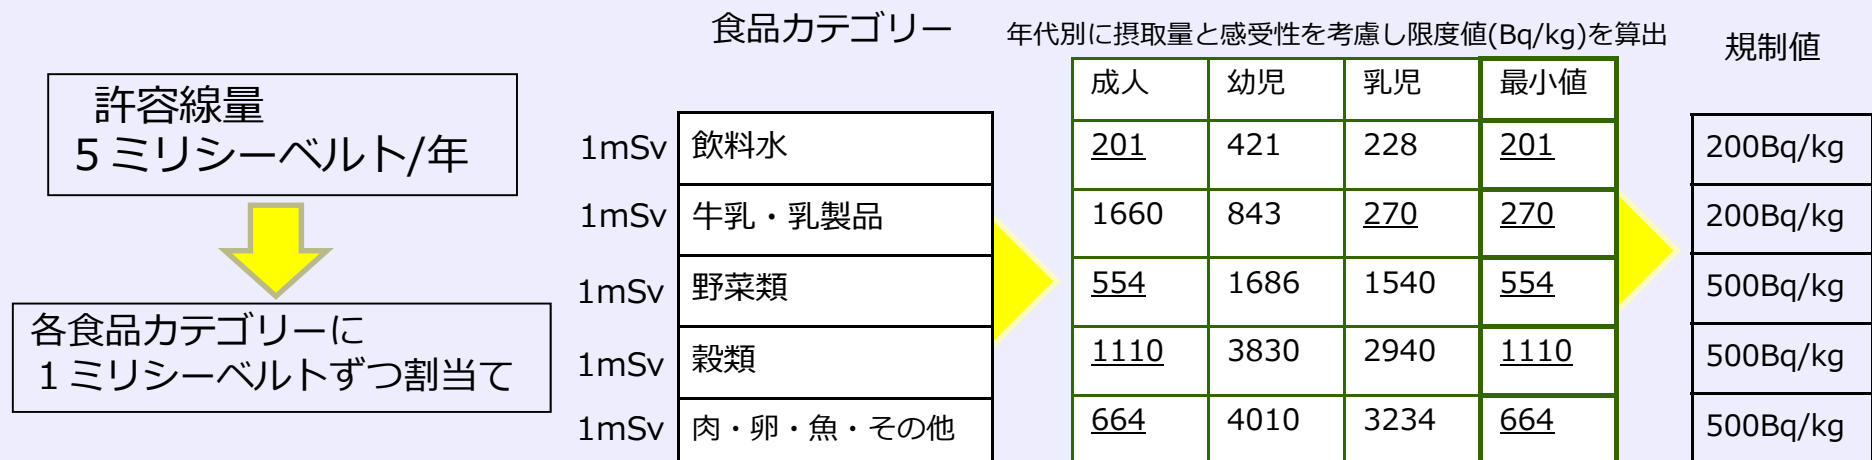 食品カテゴリー
年代別に摂取量と感受性を考慮し限度値(Bq/kg)を算出
規制値
許容線量
５ミリシーベルト/年
各食品カテゴリーに
１ミリシーベルトずつ割当て
成人 幼児 乳児 最小値
1mSv 飲料水 201 421 228 201 200Bq/kg
1mSv 牛乳・乳製品 1660 843 270 270 200Bq/kg
1mSv 野菜類 554 1686 1540 554 500Bq/kg
1mSv 穀類 1110 3830 2940 1110 500Bq/kg
1mSv 肉・卵・魚・その他 664 4010 3234 664 500Bq/kg